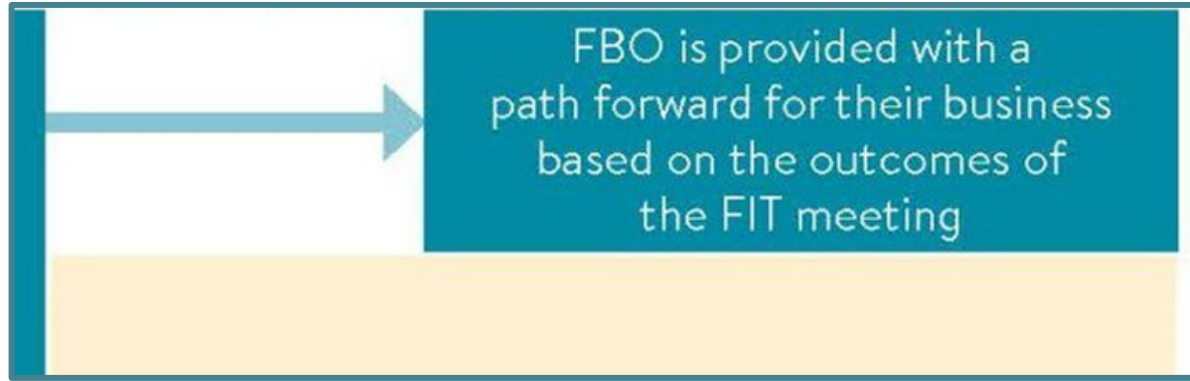 FBO is provided with a
path forward for their business
based on the outcomes of
the FIT meeting